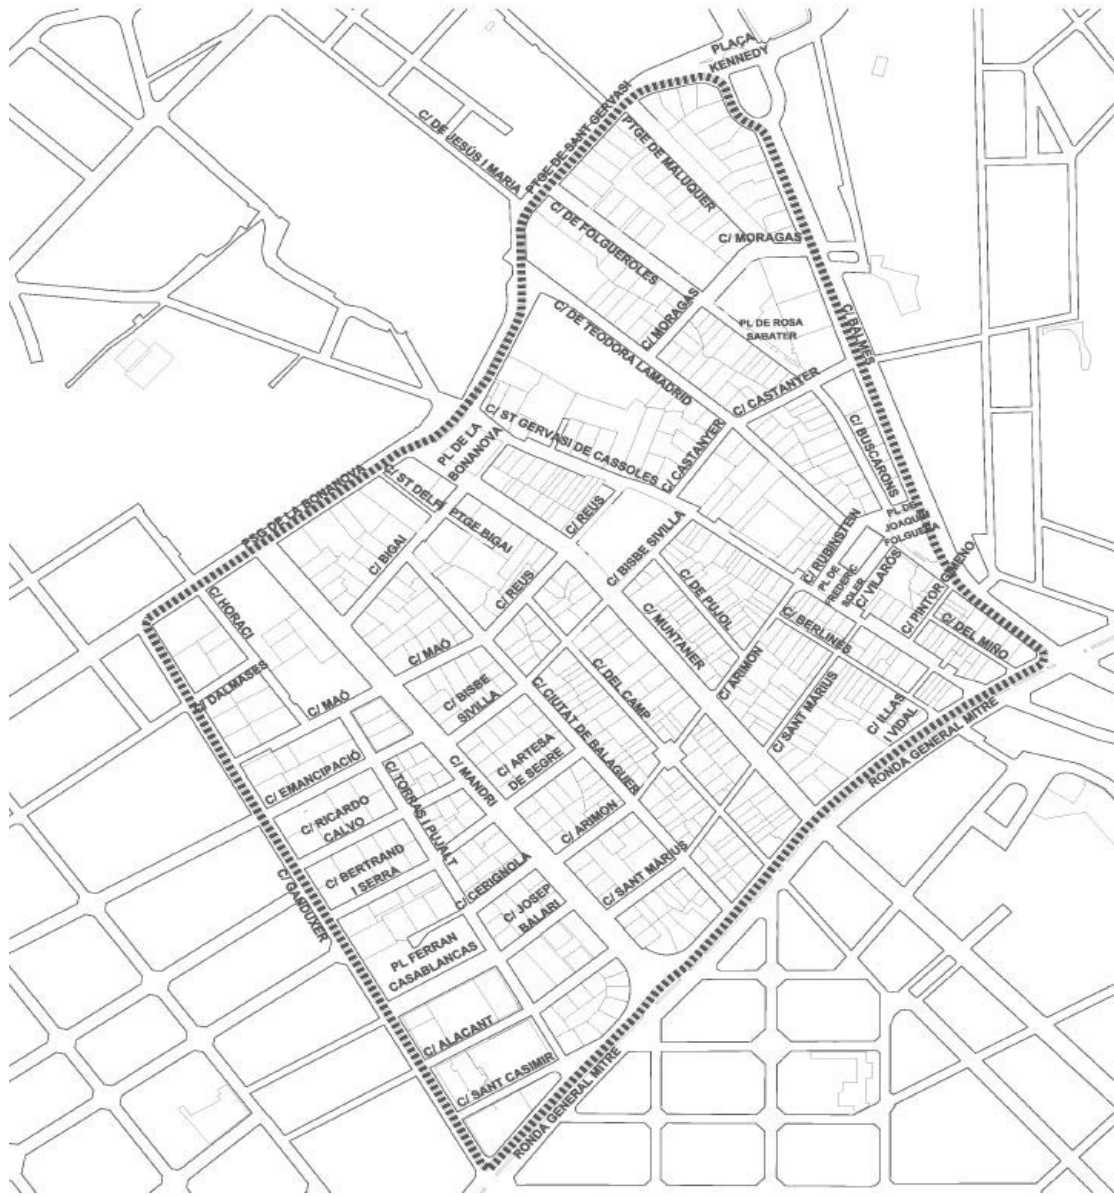 PLAÇA
KENNEDY
C/ DE JESÚS I MARIA
PTGE DE SANT GERVASI
PTGE DE MALUQUER
C/ MORAGAS
C/ DE FOLGUEROLES
C/ MORAGAS
C/ BALMES
PL DE ROSA
SABATER
C/ DE TEODORA LAMADRID
C/ CASTANYER
C/ ST GERVASI DE CASSOLES
C/ CASTANYER
C/ BUSCARONS
PL DE LA
BONANOVA
PSG DE LA BONANOVA
C/ ST DELFI
PTGE BIGAI
C/ BIGAI
C/ REUS
C/ REUS
C/ BISBE SIVILLA
C/ RUBINSTEIN
PL DE
JOAQUIM
FOLGUERA
PL DE
FREDERIC
SOLER
C/ VILARÓS
C/ PINTOR GIMENO
C/ DEL MIÑO
C/ DE PUJOL
C/ MUNTANER
C/ BERLINÈS
C/ ARIMON
C/ SANT MÀRIUS
C/ ILLAS
I VIDAL
RONDA GENERAL MITRE
C/ HORACI
C/ DALMASES
C/ MAÓ
C/ MAÓ
C/ BISBE
SIVILLA
C/ DEL CAMP
C/ CIUTAT DE BALAGUER
C/ ARTESA
DE SEGRE
C/ MANDRI
C/ EMANCIPACIÓ
C/ TORRAS I PUJALT
C/ RICARDO
CALVO
C/ ARIMON
C/ BERTRAND
I SERRA
C/ CERIGNOLA
C/ SANT MÀRIUS
C/ JOSEP
BALARI
C/ GANDUXER
PL FERRAN
CASABLANCAS
C/ ALACANT
C/ SANT CASIMIR
RONDA GENERAL MITRE